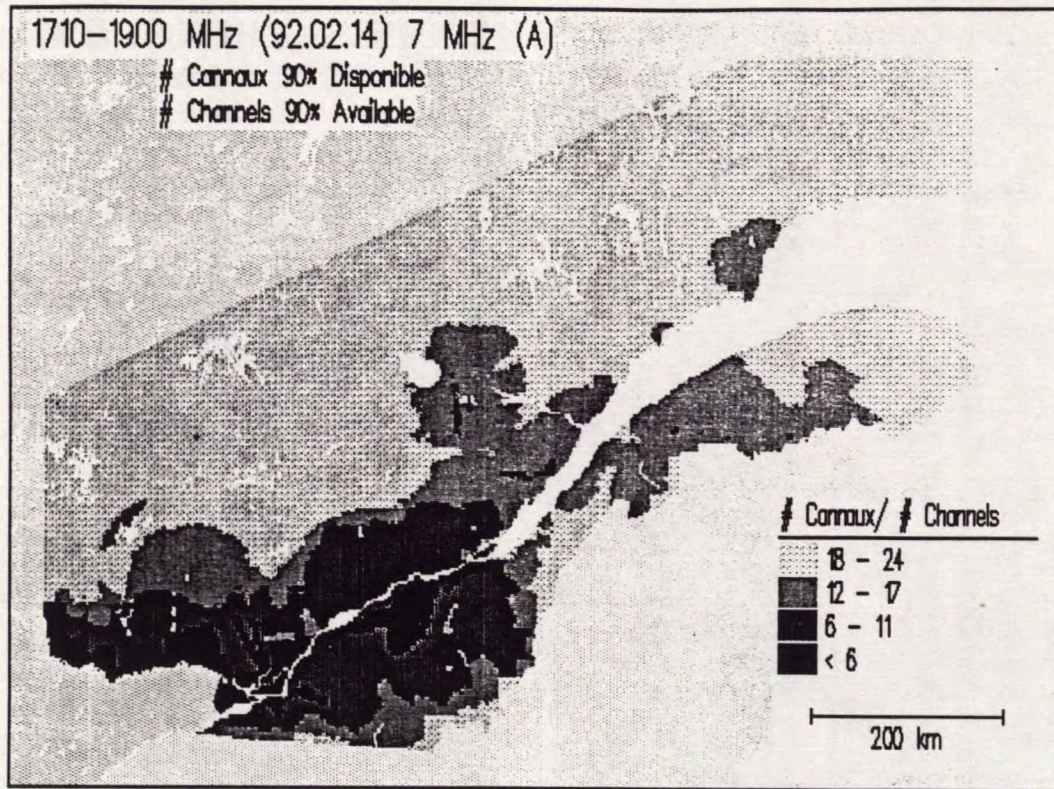 1710-1900 MHz (92.02.14) 7 MHz (A)
# Cannaux 90% Disponible
# Channels 90% Available
# Cannaux/ # Channels
18 - 24
12 - 17
6 - 11
< 6
200 km